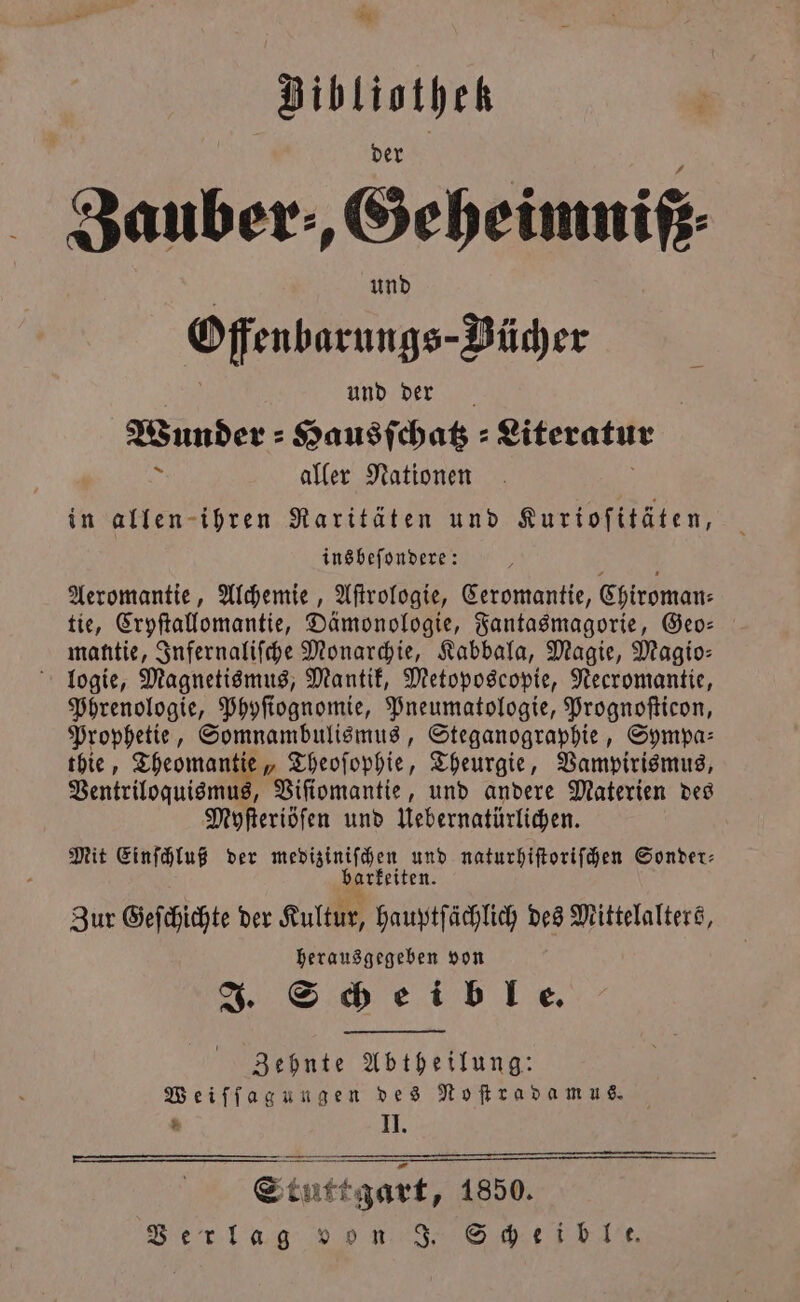 Bibliothek
der
Zauber-, Geheimniß-
und
Offenbarungs-Bücher
und der
Wunder-Hausschatz-Literatur
aller Nationen
in allen ihren Raritäten und Kuriositäten,
insbesondere:
Aeromantie, Alchemie, Astrologie, Ceromantie, Chiroman-
tie, Crystallomantie, Dämonologie, Fantasmagorie, Geo-
mantie, Infernalische Monarchie, Kabbala, Magie, Magio-
logie, Magnetismus, Mantik, Metoposcopie, Necromantie,
Phrenologie, Physiognomie, Pneumatologie, Prognosticon,
Prophetie, Somnambulismus, Steganographie, Sympa-
thie, Theomantie, Theosophie, Theurgie, Vampirismus,
Ventriloquismus, Visiomantie, und andere Materien des
Mysteriösen und Uebernatürlichen.
Mit Einschluß der medizinischen und naturhistorischen Sonder-
barkeiten.
Zur Geschichte der Kultur, hauptsächlich des Mittelalters,
herausgegeben von
J. Scheible.
Zehnte Abtheilung:
Weissagungen des Nostradamus.
II.
Stuttgart, 1850.
Verlag von J. Scheible.